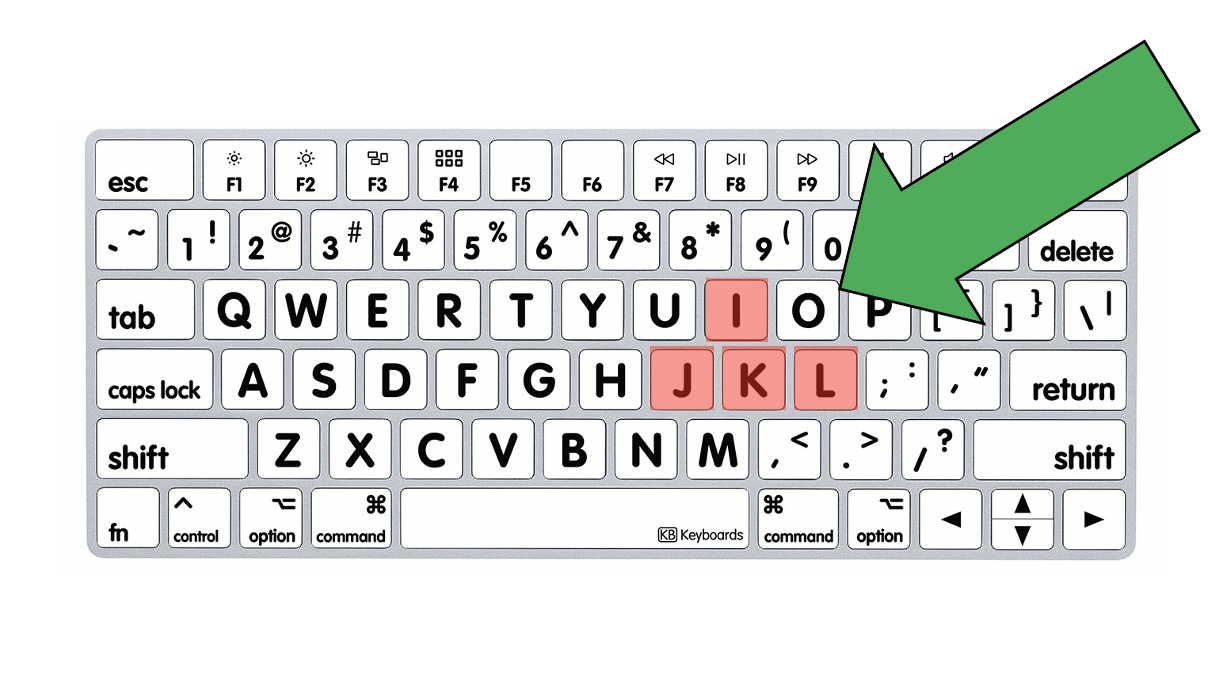 esc F1 F2 F3 F4 F5 F6 F7 F8 F9
` ~ 1 ! 2 @ 3 # 4 $ 5 % 6 ^ 7 & 8 * 9 ( 0 delete
tab Q W E R T Y U I O P [ ] } \ |
caps lock A S D F G H J K L ; : ' " return
shift Z X C V B N M , < . > / ? shift
fn ^ control ⌥ option ⌘ command KB Keyboards ⌘ command ⌥ option ◀ ▲ ▼ ▶